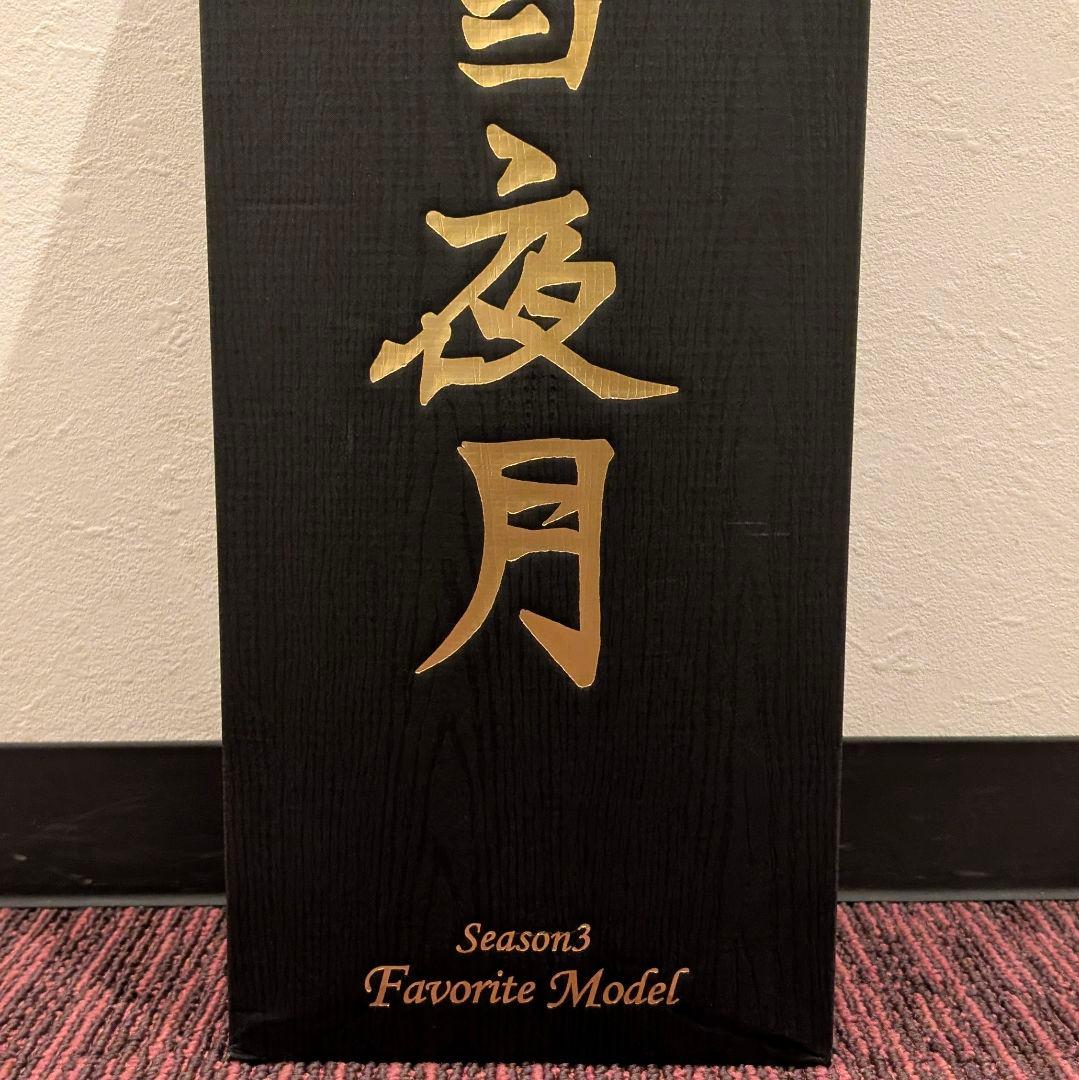 夜月
Season3
Favorite Model